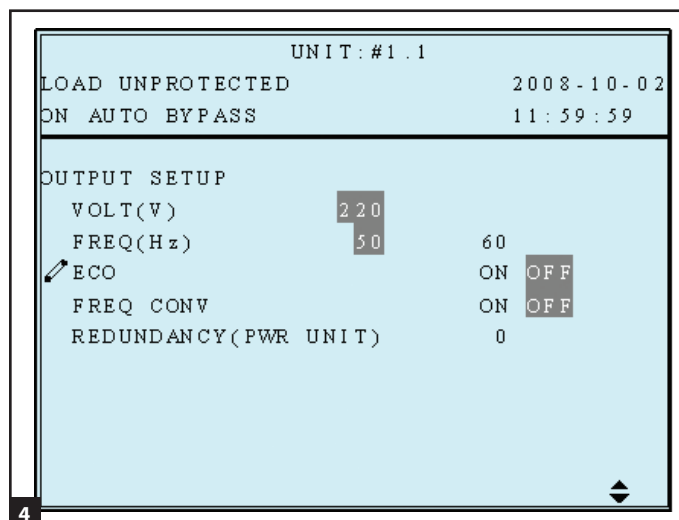 UNIT:#1.1
LOAD UNPROTECTED 2008-10-02
ON AUTO BYPASS 11:59:59
OUTPUT SETUP
VOLT(V) 220
FREQ(Hz) 50 60
ECO ON OFF
FREQ CONV ON OFF
REDUNDANCY(PWR UNIT) 0
4